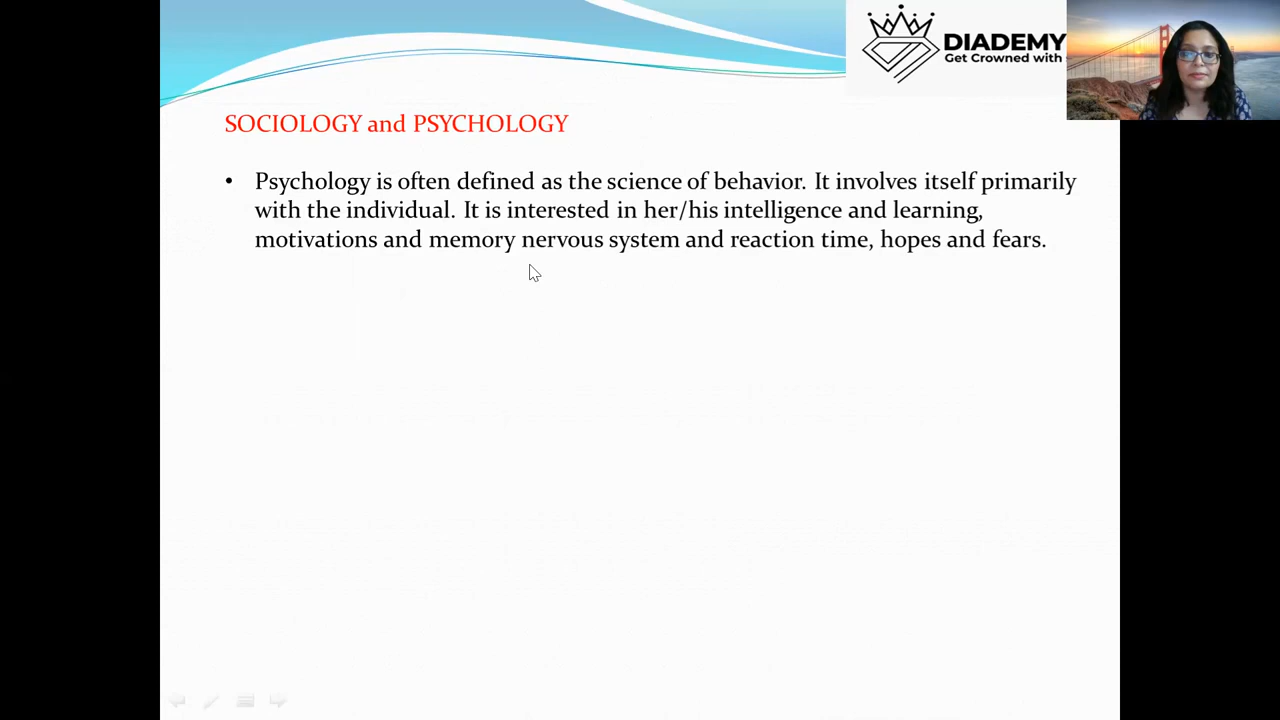 DIADEMY
Get Crowned with
SOCIOLOGY and PSYCHOLOGY
• Psychology is often defined as the science of behavior. It involves itself primarily
with the individual. It is interested in her/his intelligence and learning,
motivations and memory nervous system and reaction time, hopes and fears.